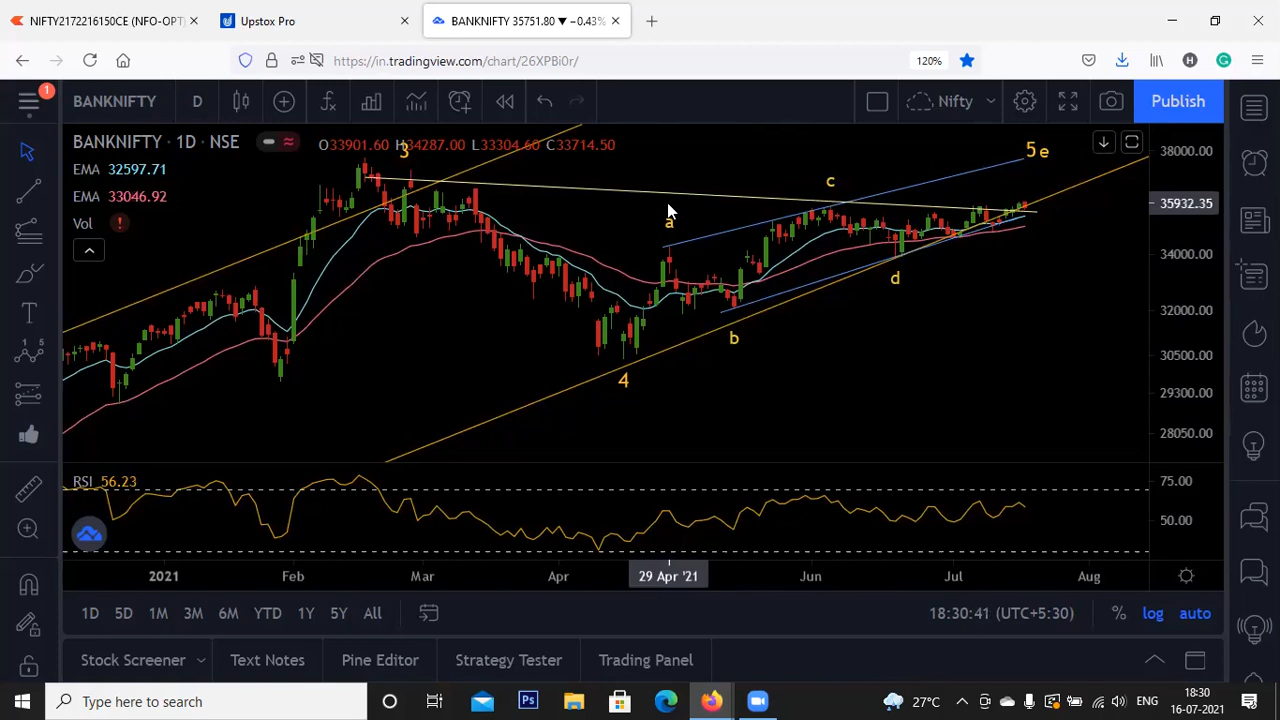 NIFTY2172216150CE (NFO-OPT)
Upstox Pro
BANKNIFTY 35751.80 ▼ −0.43%
https://in.tradingview.com/chart/26XPBi0r/
120%
1
BANKNIFTY
D
Nifty
Publish
BANKNIFTY · 1D · NSE
O33901.60 H34287.00 L33304.60 C33714.50
EMA 32597.71
EMA 33046.92
Vol
3
5 e
c
a
d
b
4
38000.00
35932.35
34000.00
32000.00
30500.00
29300.00
28050.00
RSI 56.23
75.00
50.00
2021
Feb
Mar
Apr
29 Apr '21
Jun
Jul
Aug
1D
5D
1M
3M
6M
YTD
1Y
5Y
All
18:30:41 (UTC+5:30)
%
log
auto
Stock Screener
Text Notes
Pine Editor
Strategy Tester
Trading Panel
Type here to search
27°C
ENG
18:30
16-07-2021